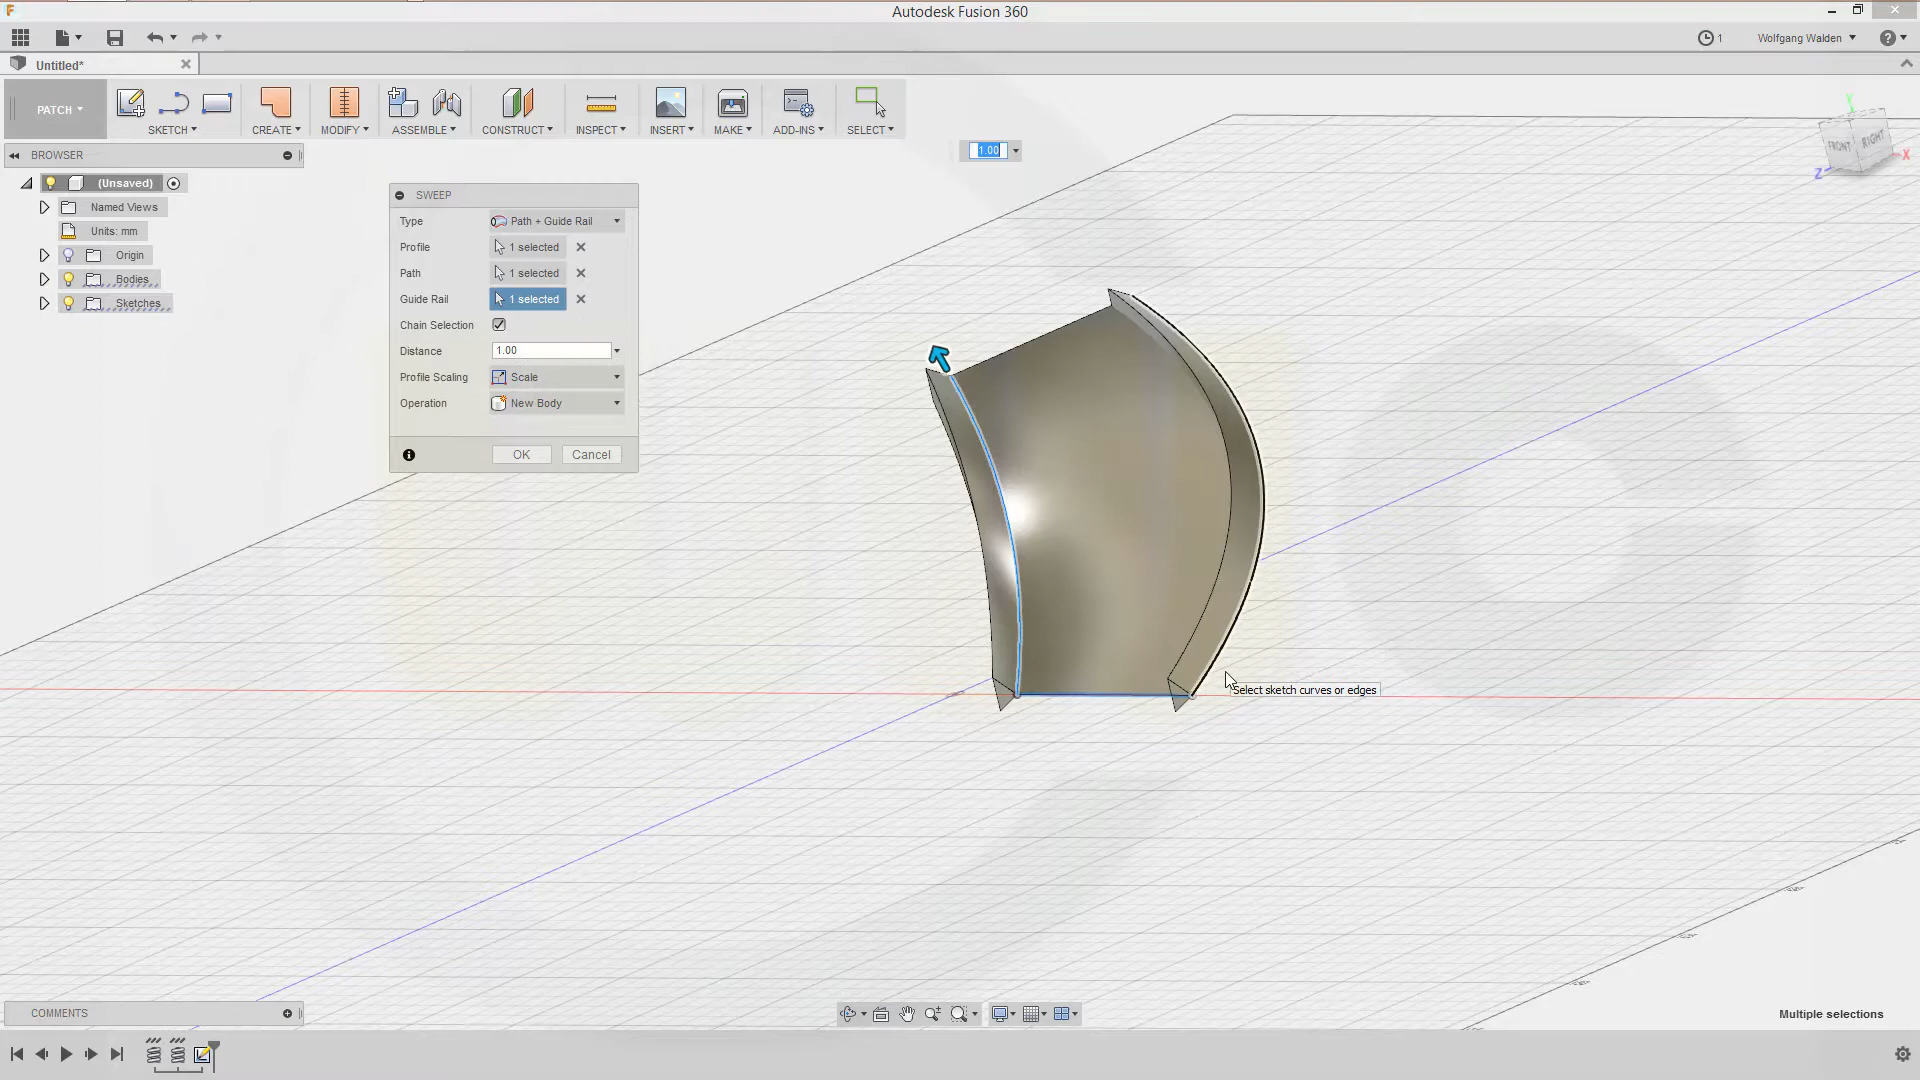 Autodesk Fusion 360
1
Wolfgang Walden
Untitled*
PATCH
SKETCH
CREATE
MODIFY
ASSEMBLE
CONSTRUCT
INSPECT
INSERT
MAKE
ADD-INS
SELECT
BROWSER
(Unsaved)
Named Views
Units: mm
Origin
Bodies
Sketches
1.00
FRONT
RIGHT
Y
X
Z
SWEEP
Type
Path + Guide Rail
Profile
1 selected
Path
1 selected
Guide Rail
1 selected
Chain Selection
Distance
1.00
Profile Scaling
Scale
Operation
New Body
OK
Cancel
Select sketch curves or edges
COMMENTS
Multiple selections